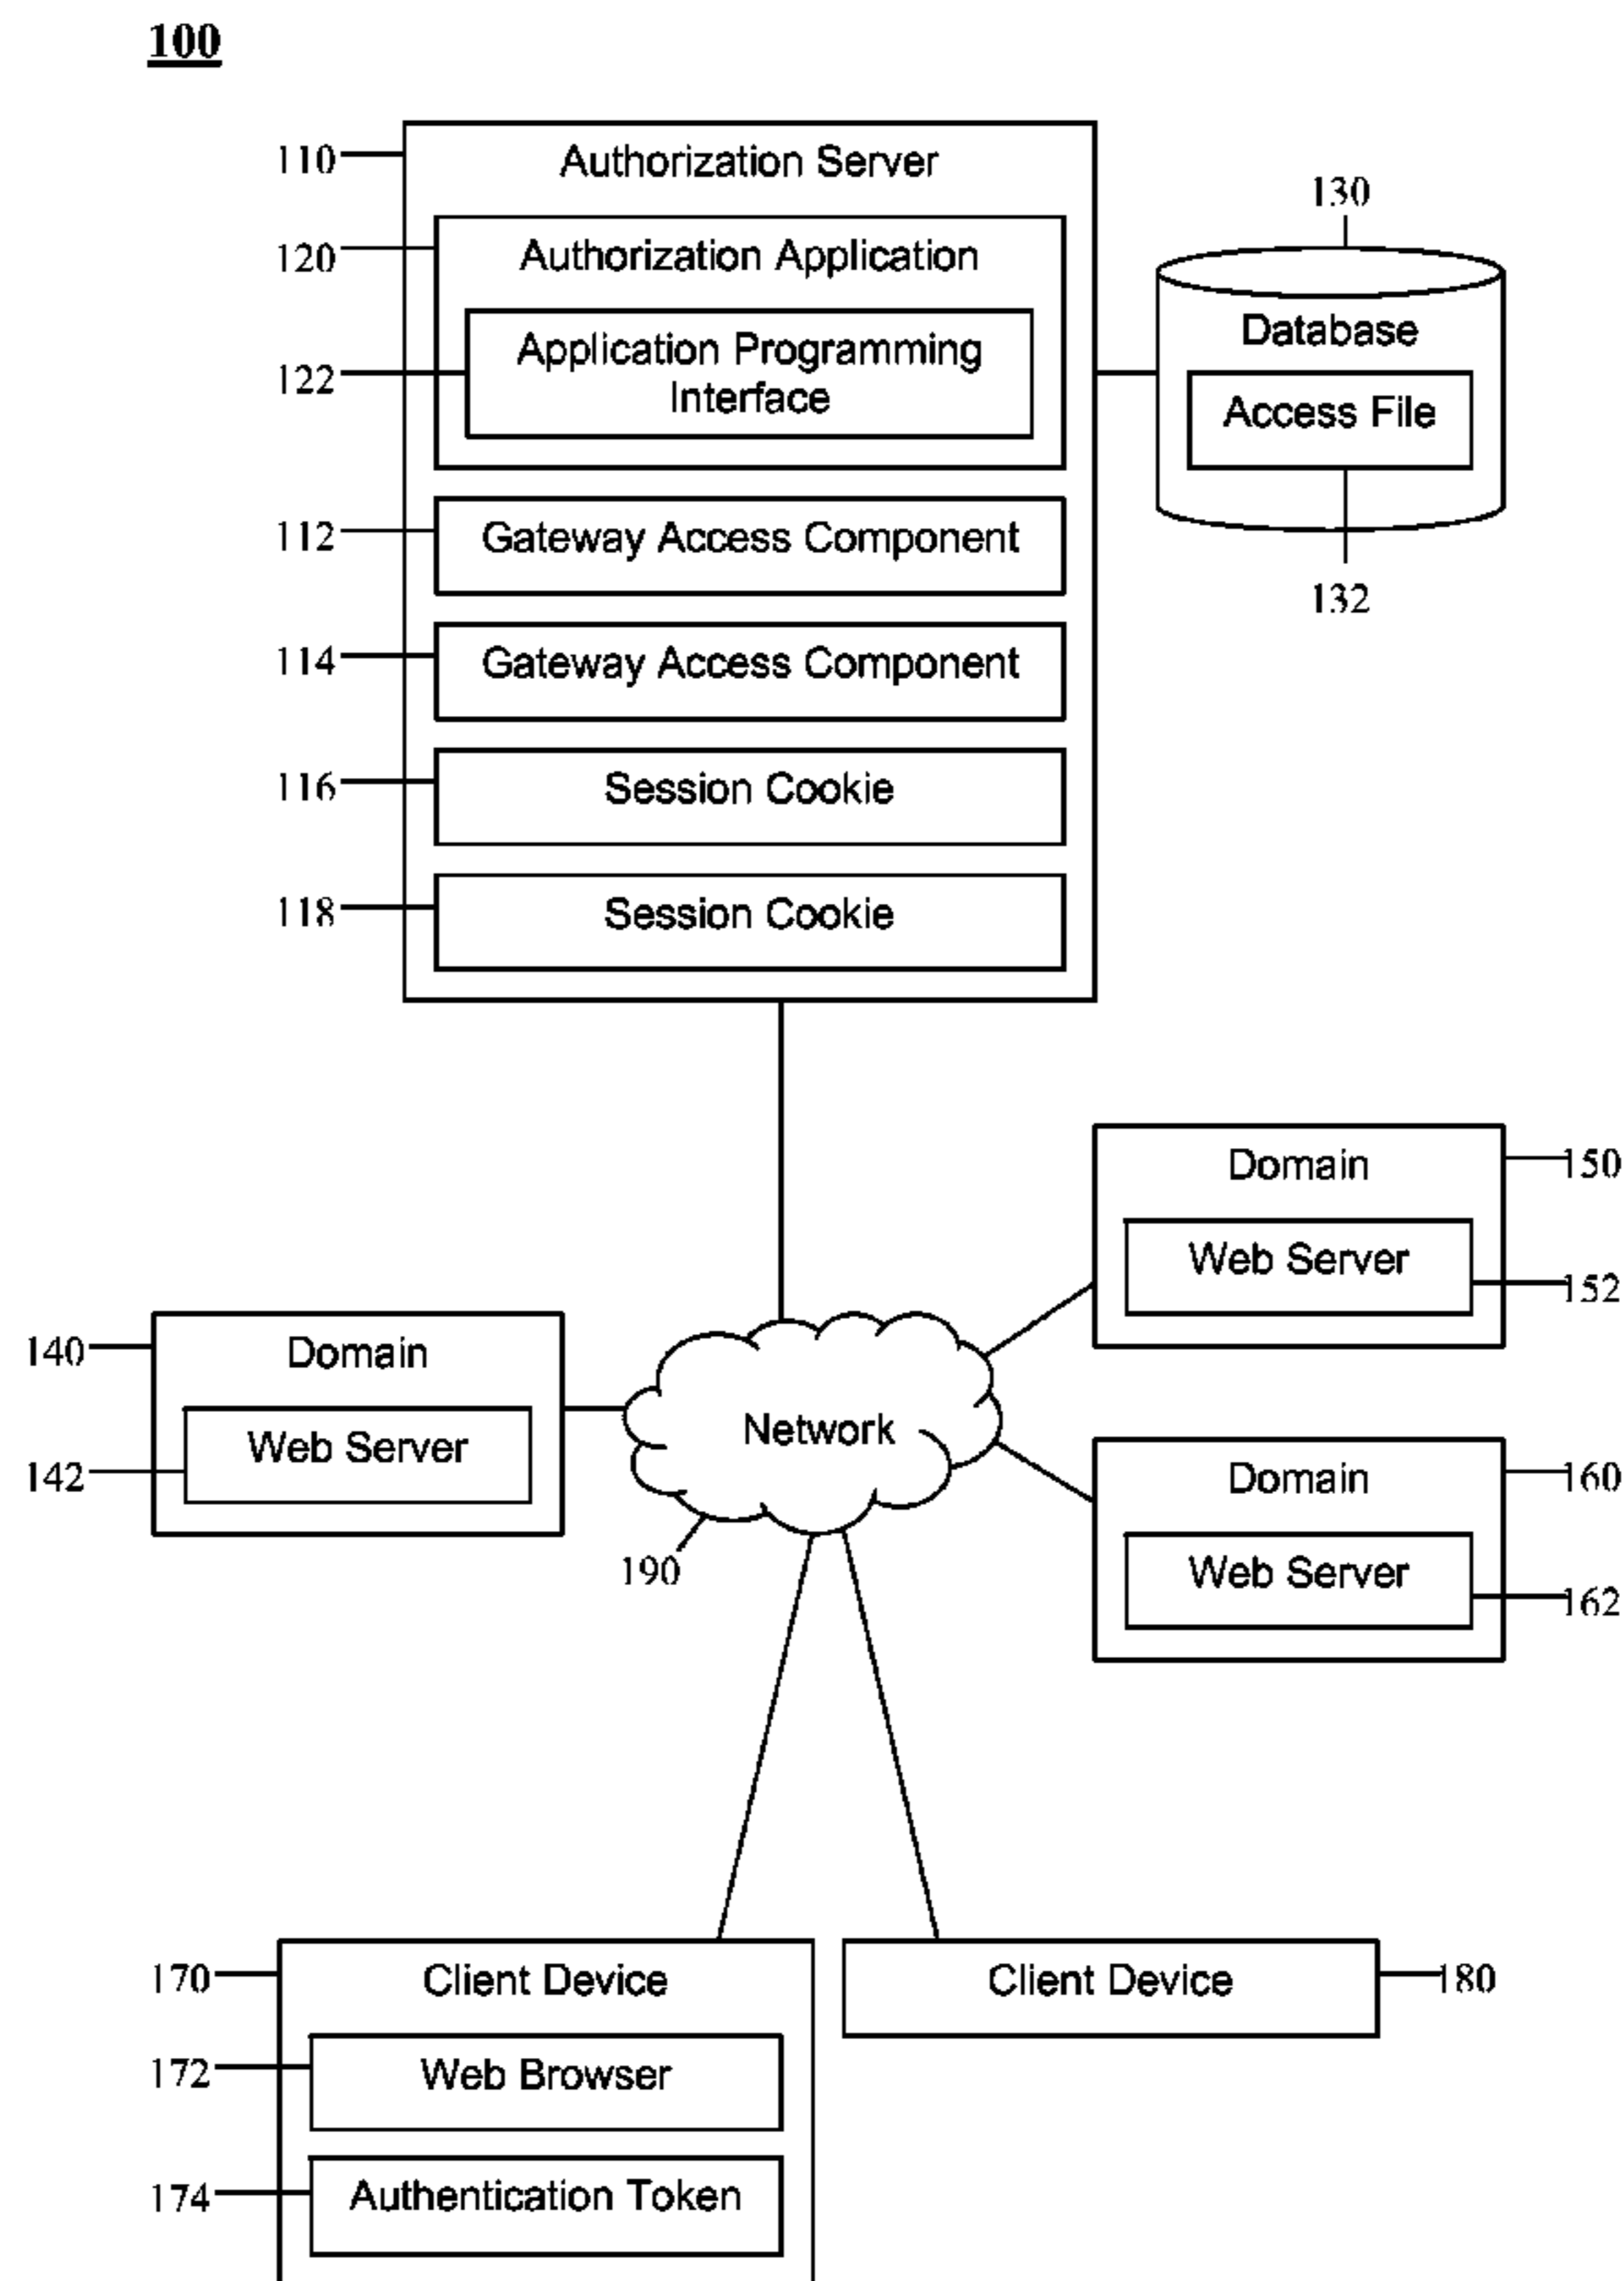 100
110 Authorization Server
130
120 Authorization Application
Database
122 Application Programming
Interface
Access File
112 Gateway Access Component
132
114 Gateway Access Component
116 Session Cookie
118 Session Cookie
Domain 150
Web Server 152
140 Domain
Network
142 Web Server
Domain 160
190
Web Server 162
170 Client Device
Client Device 180
172 Web Browser
174 Authentication Token